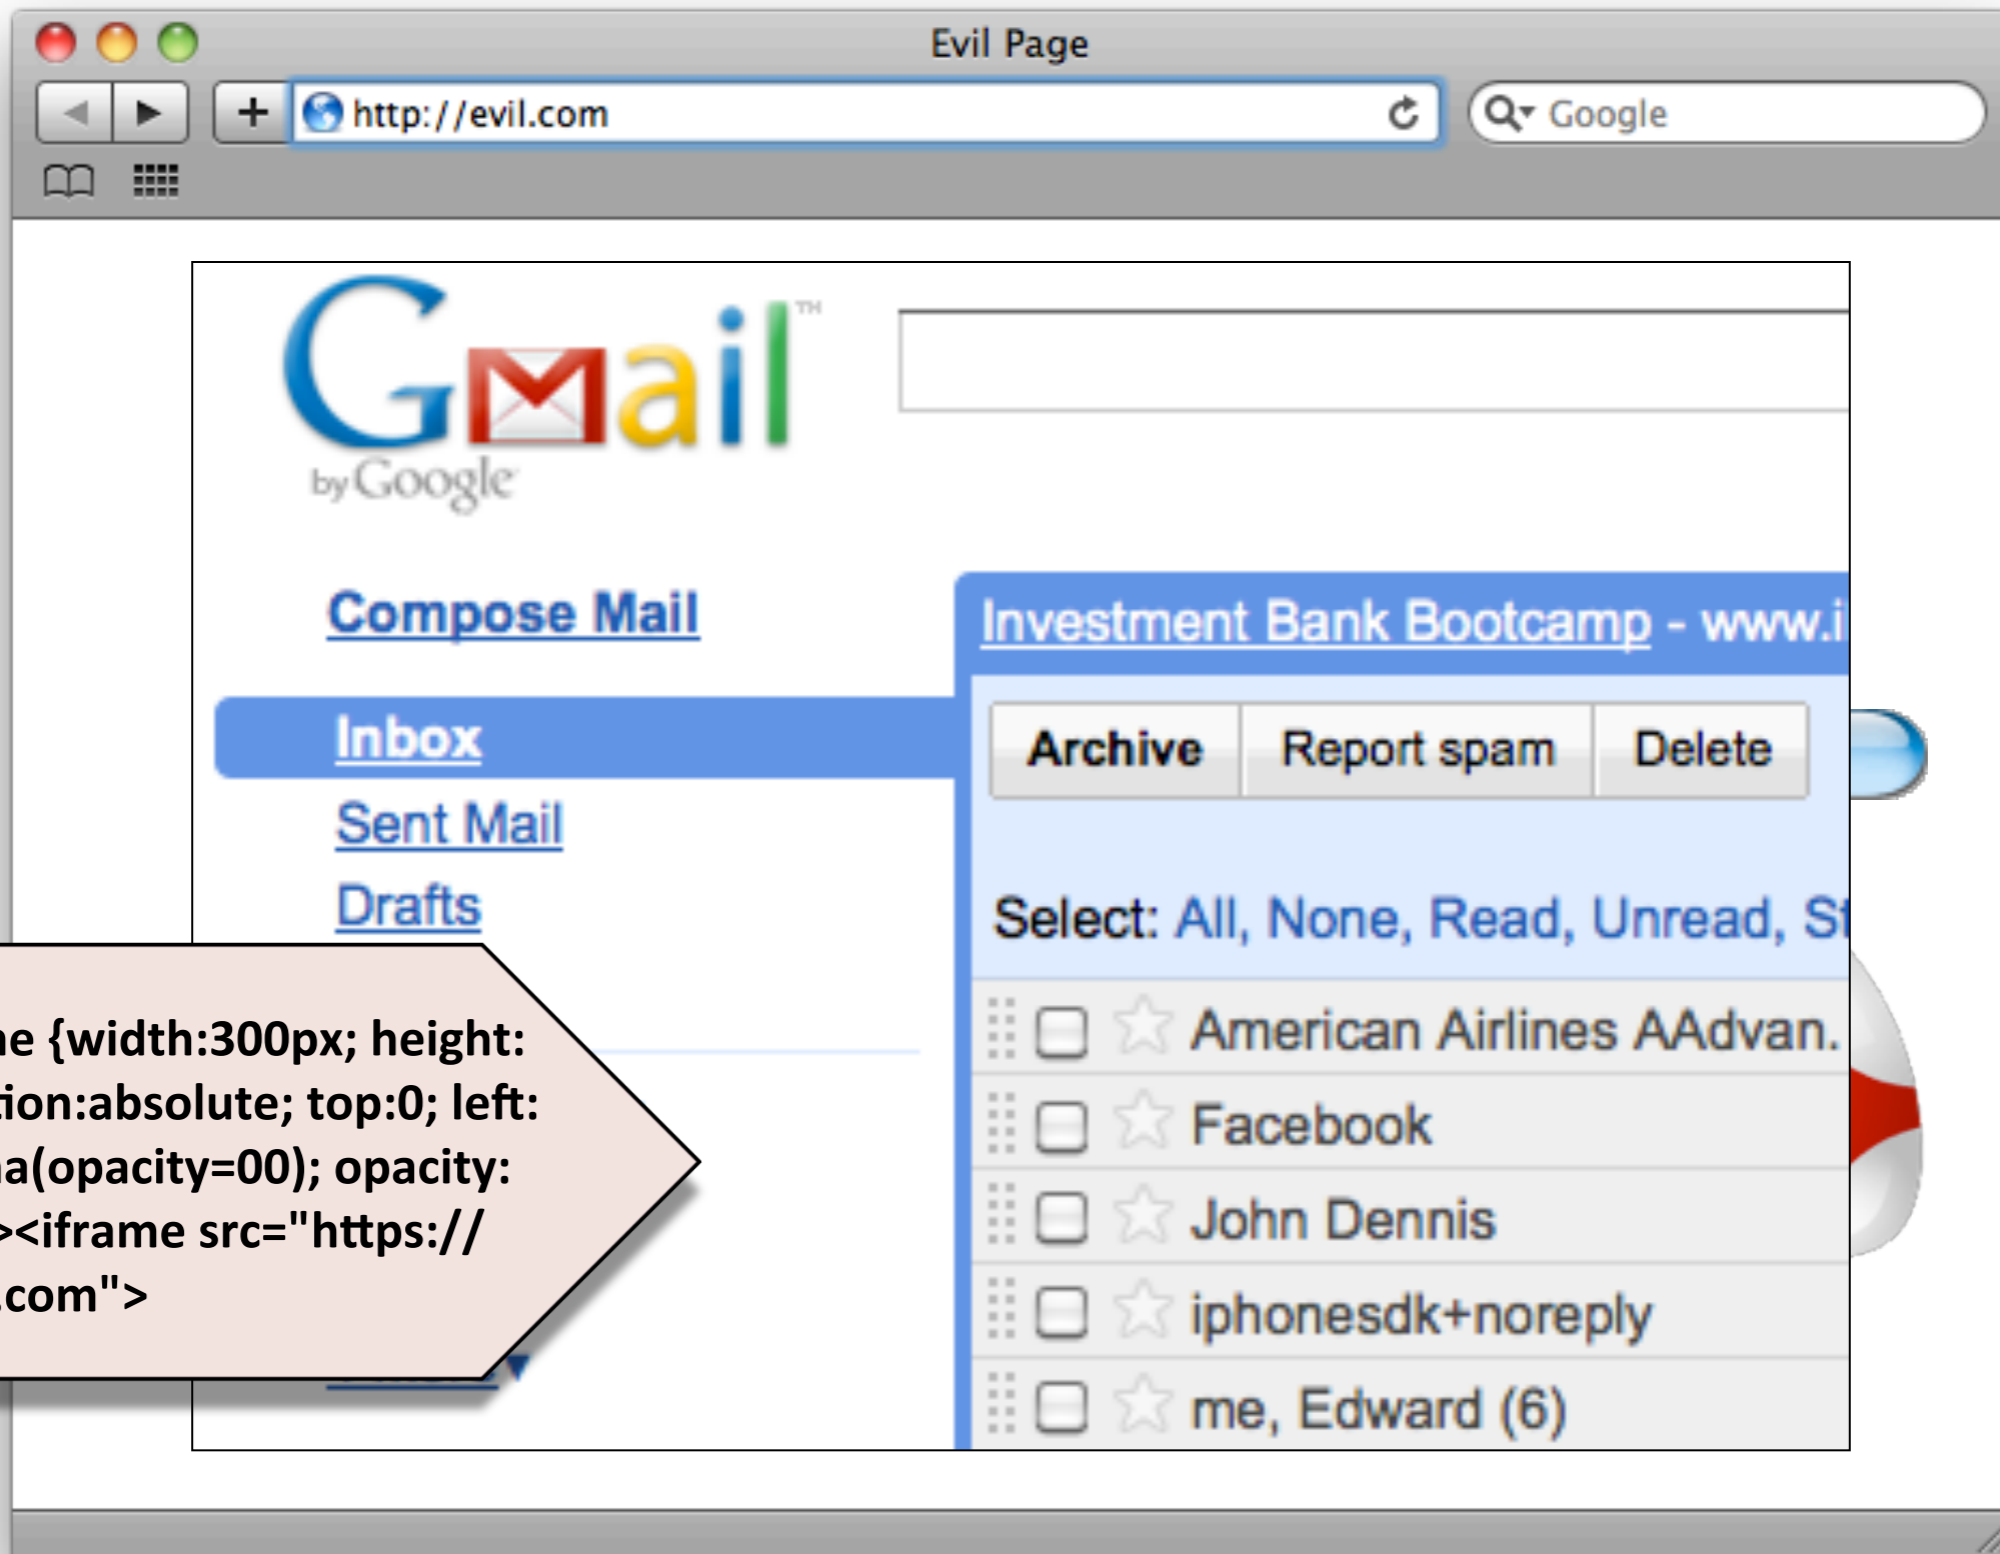 Evil Page
http://evil.com
Google
Gmail™
by Google
Compose Mail
Investment Bank Bootcamp - www.i
Inbox
Archive Report spam Delete
Sent Mail
Drafts
Select: All, None, Read, Unread, St
American Airlines AAdvan.
Facebook
John Dennis
iphonesdk+noreply
me, Edward (6)
ne {width:300px; height:
tion:absolute; top:0; left:
a(opacity=00); opacity:
><iframe src="https://
.com">